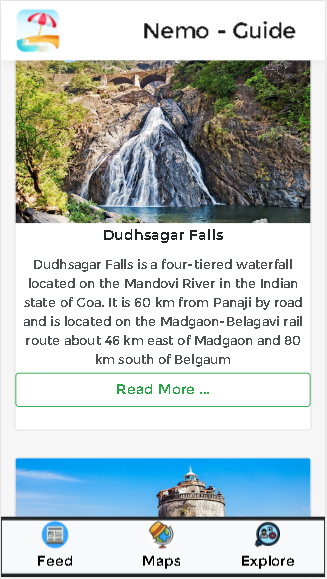 Nemo - Guide
Dudhsagar Falls
Dudhsagar Falls is a four-tiered waterfall
located on the Mandovi River in the Indian
state of Goa. It is 60 km from Panaji by road
and is located on the Madgaon-Belagavi rail
route about 46 km east of Madgaon and 80
km south of Belgaum
Read More ...
Feed
Maps
Explore